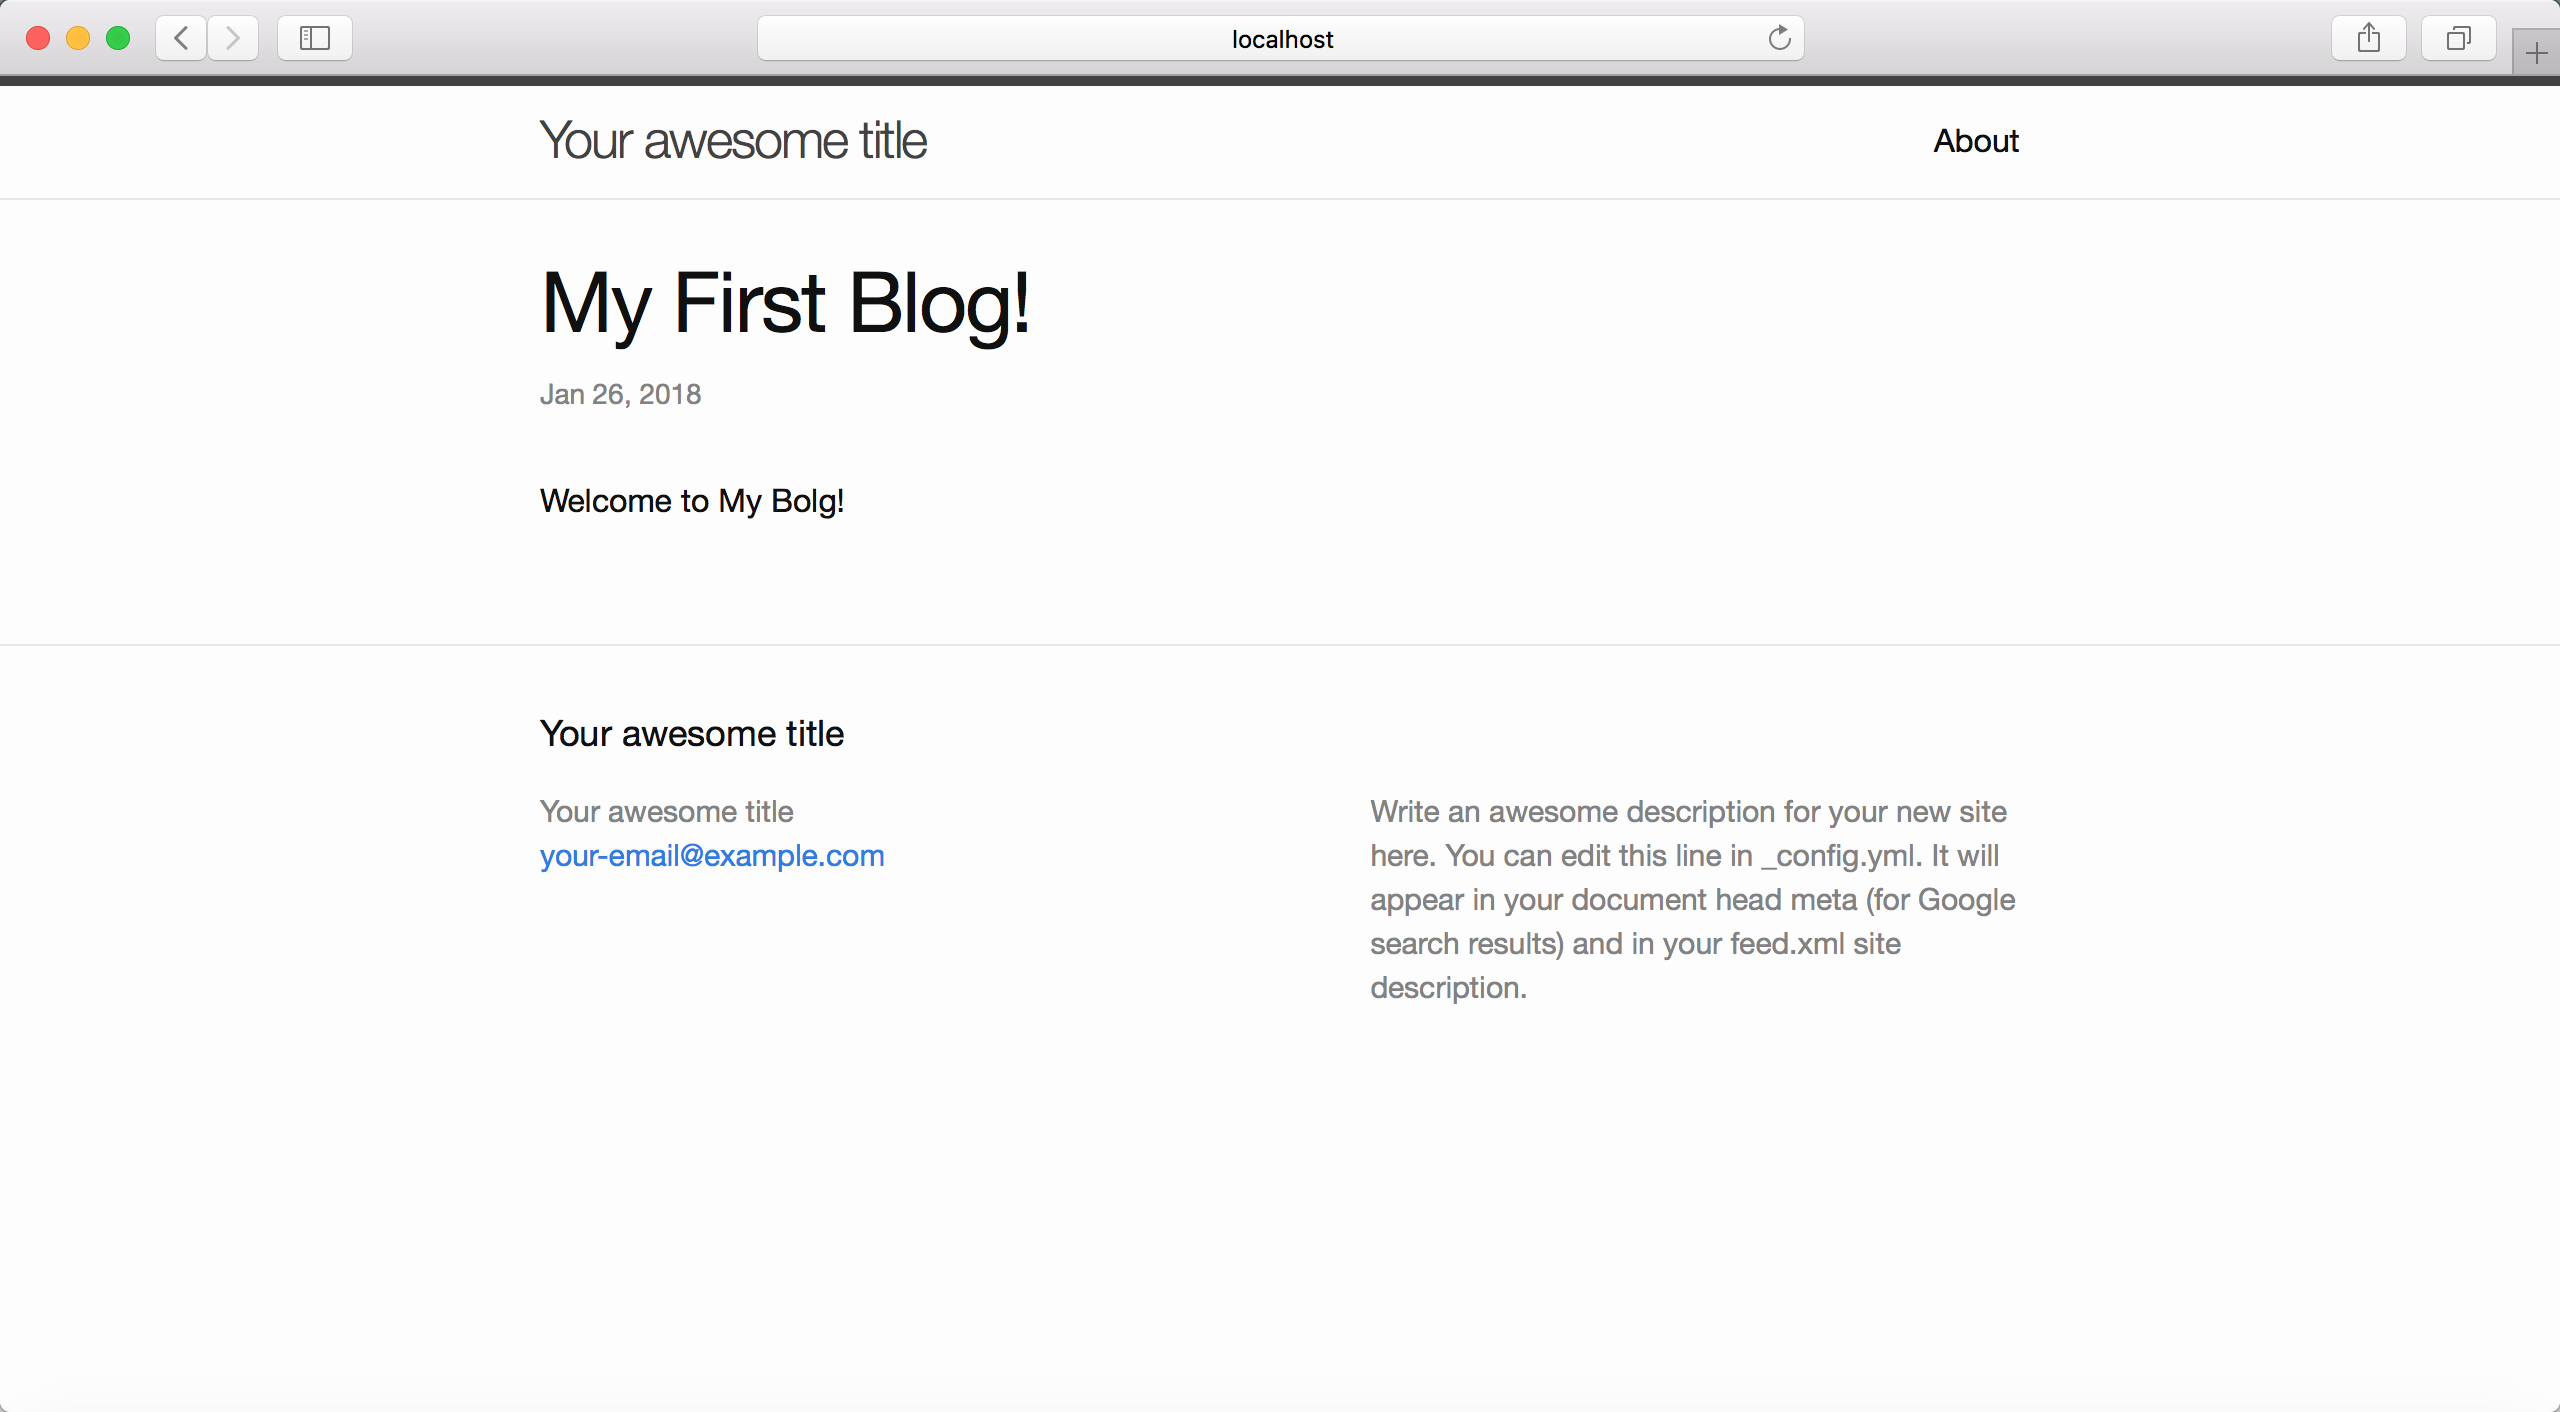 localhost
Your awesome title
About
My First Blog!
Jan 26, 2018
Welcome to My Bolg!
Your awesome title
Your awesome title
your-email@example.com
Write an awesome description for your new site
here. You can edit this line in _config.yml. It will
appear in your document head meta (for Google
search results) and in your feed.xml site
description.